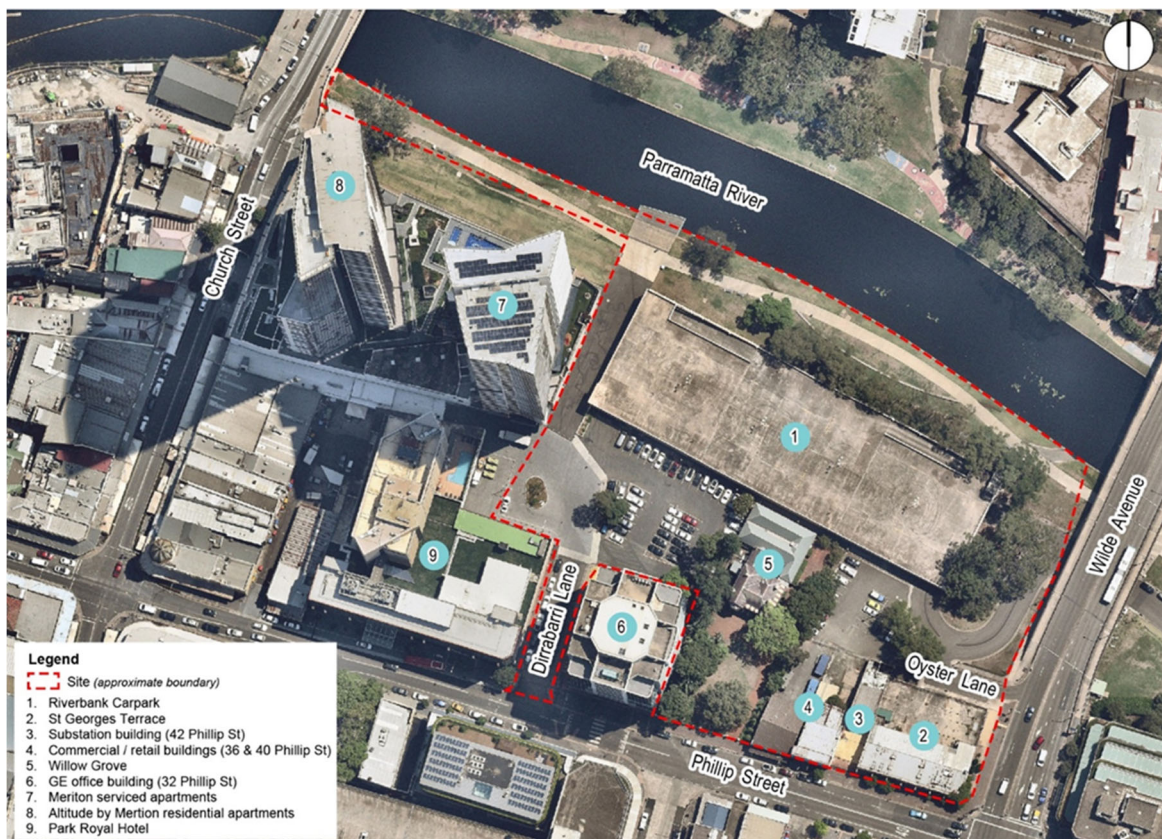 Parramatta River
Church Street
8
7
1
Wilde Avenue
9
5
Dirrabarri Lane
6
Oyster Lane
4
3
2
Phillip Street
Legend
Site (approximate boundary)
1. Riverbank Carpark
2. St Georges Terrace
3. Substation building (42 Phillip St)
4. Commercial / retail buildings (36 & 40 Phillip St)
5. Willow Grove
6. GE office building (32 Phillip St)
7. Meriton serviced apartments
8. Altitude by Mertion residential apartments
9. Park Royal Hotel